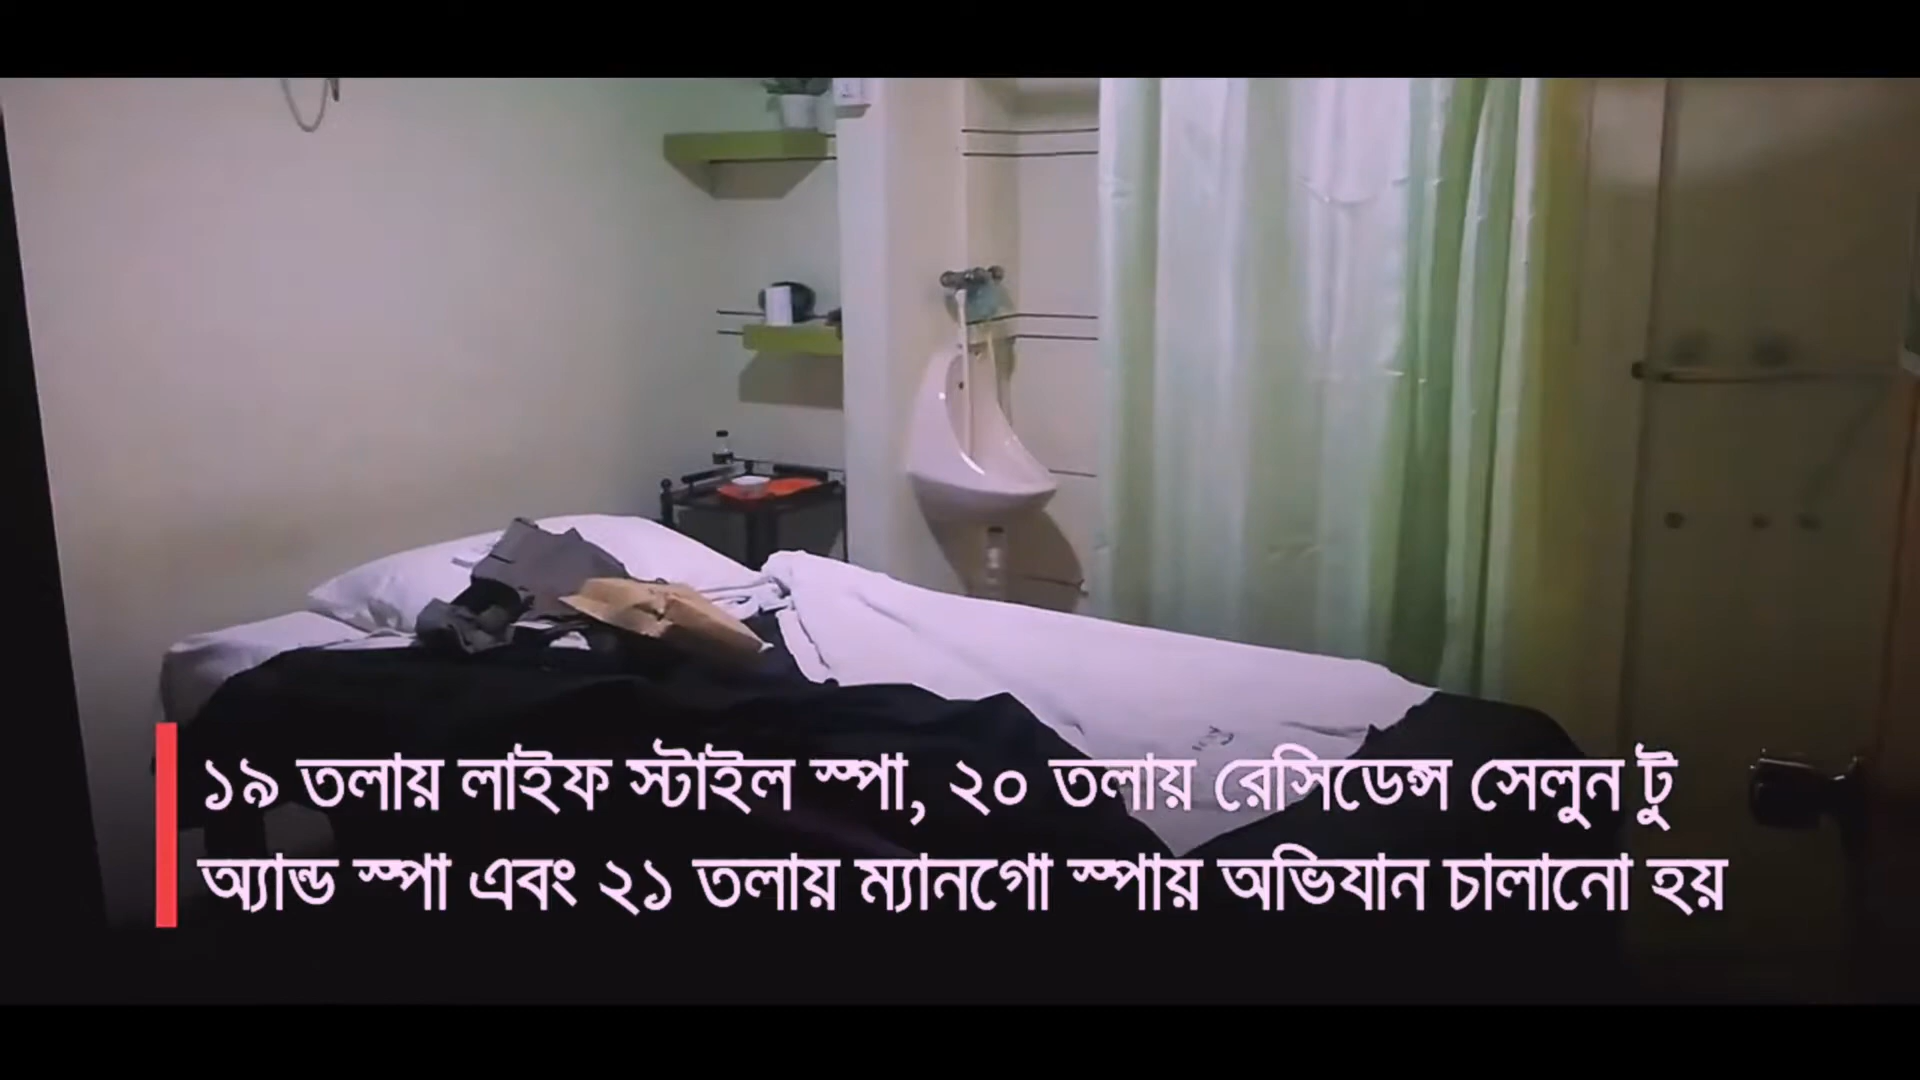 ১৯ তলায় লাইফ স্টাইল স্পা, ২০ তলায় রেসিডেন্স সেলুন টু
অ্যান্ড স্পা এবং ২১ তলায় ম্যানগো স্পায় অভিযান চালানো হয়